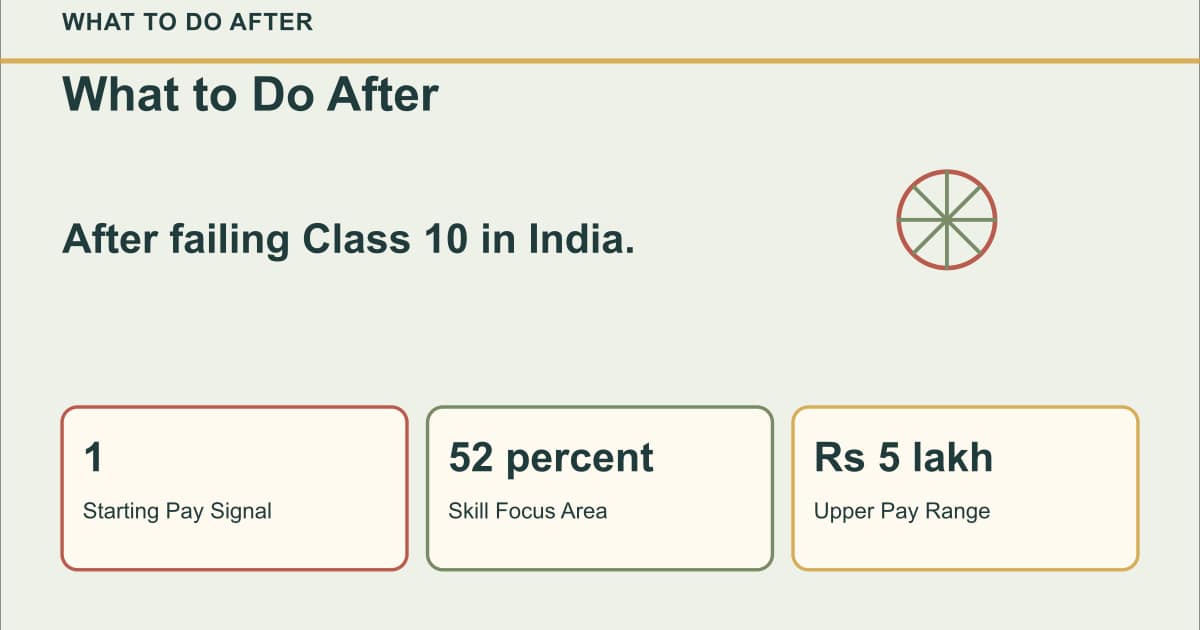 WHAT TO DO AFTER
What to Do After
After failing Class 10 in India.
1
Starting Pay Signal
52 percent
Skill Focus Area
Rs 5 lakh
Upper Pay Range